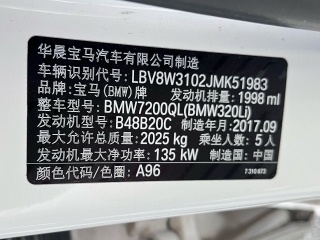 华晨宝马汽车有限公司制造
车辆识别代号: LBV8W3102JMK51983
品牌: 宝马(BMW)牌 发动机排量: 1998 ml
整车型号: BMW7200QL(BMW320Li)
发动机型号: B48B20C 制造年月: 2017.09
最大允许总质量: 2025 kg 乘坐人数: 5人
发动机最大净功率: 135 kW 制造国: 中国
颜色代码/色圈: A96 7 310 673